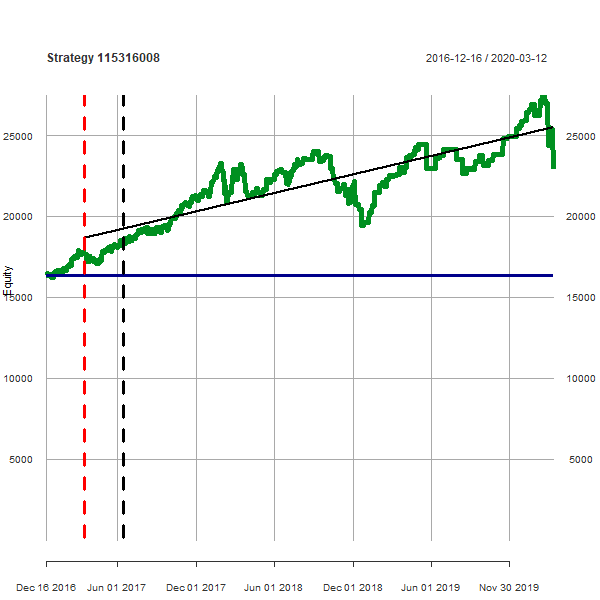 Strategy 115316008
2016-12-16 / 2020-03-12
25000
25000
20000
20000
Equity
15000
15000
10000
10000
5000
5000
Dec 16 2016
Jun 01 2017
Dec 01 2017
Jun 01 2018
Dec 01 2018
Jun 01 2019
Nov 30 2019